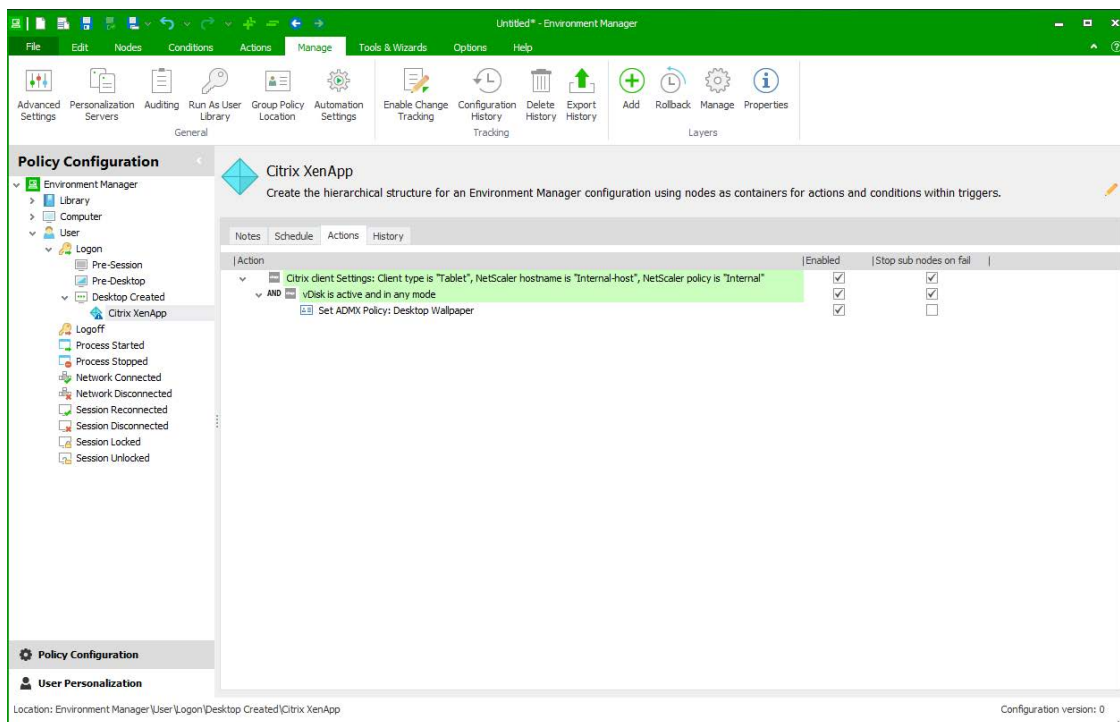 Untitled* - Environment Manager
File Edit Nodes Conditions Actions Manage Tools & Wizards Options Help
Advanced Settings
Personalization Servers
Auditing
Run As User Library
Group Policy Location
Automation Settings
Enable Change Tracking
Configuration History
Delete History
Export History
Add
Rollback
Manage
Properties
General
Tracking
Layers
Policy Configuration
Environment Manager
Library
Computer
User
Logon
Pre-Session
Pre-Desktop
Desktop Created
Citrix XenApp
Logoff
Process Started
Process Stopped
Network Connected
Network Disconnected
Session Reconnected
Session Disconnected
Session Locked
Session Unlocked
Policy Configuration
User Personalization
Citrix XenApp
Create the hierarchical structure for an Environment Manager configuration using nodes as containers for actions and conditions within triggers.
Notes Schedule Actions History
Action Enabled Stop sub nodes on fail
Citrix client Settings: Client type is "Tablet", NetScaler hostname is "Internal-host", NetScaler policy is "Internal"
AND vDisk is active and in any mode
Set ADMX Policy: Desktop Wallpaper
Location: Environment Manager\User\Logon\Desktop Created\Citrix XenApp
Configuration version: 0